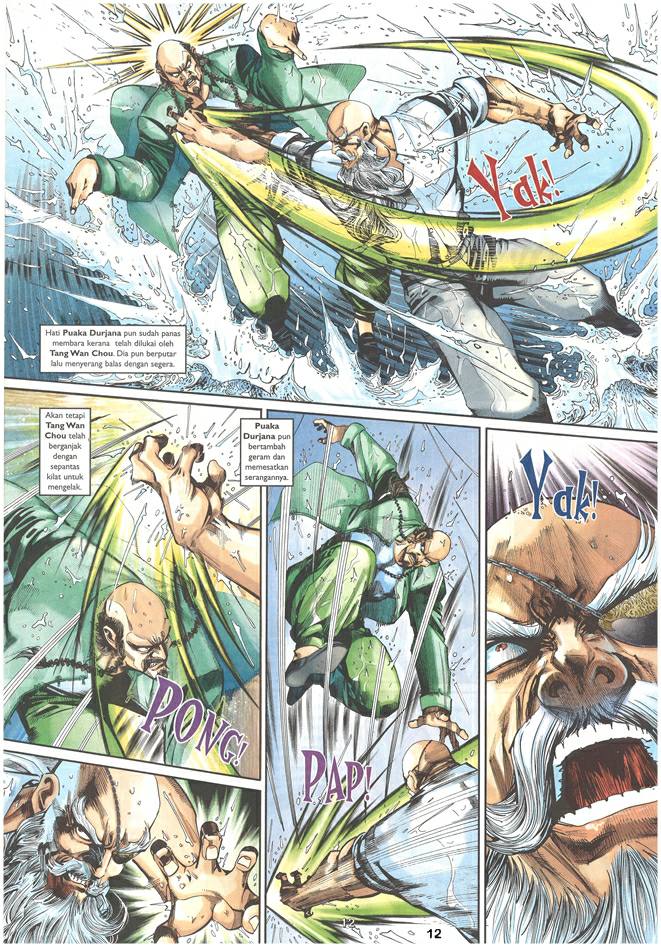 Yak!
Hati Puaka Durjana pun sudah panas
membara kerana telah dilukai oleh
Tang Wan Chou. Dia pun berputar
lalu menyerang balas dengan segera.
Akan tetapi
Tang Wan
Chou telah
berganjak
dengan
sepantas
kilat untuk
mengelak.
PONG!
Puaka
Durjana pun
bertambah
geram dan
memesatkan
serangannya.
PAP!
Yak!
12
12